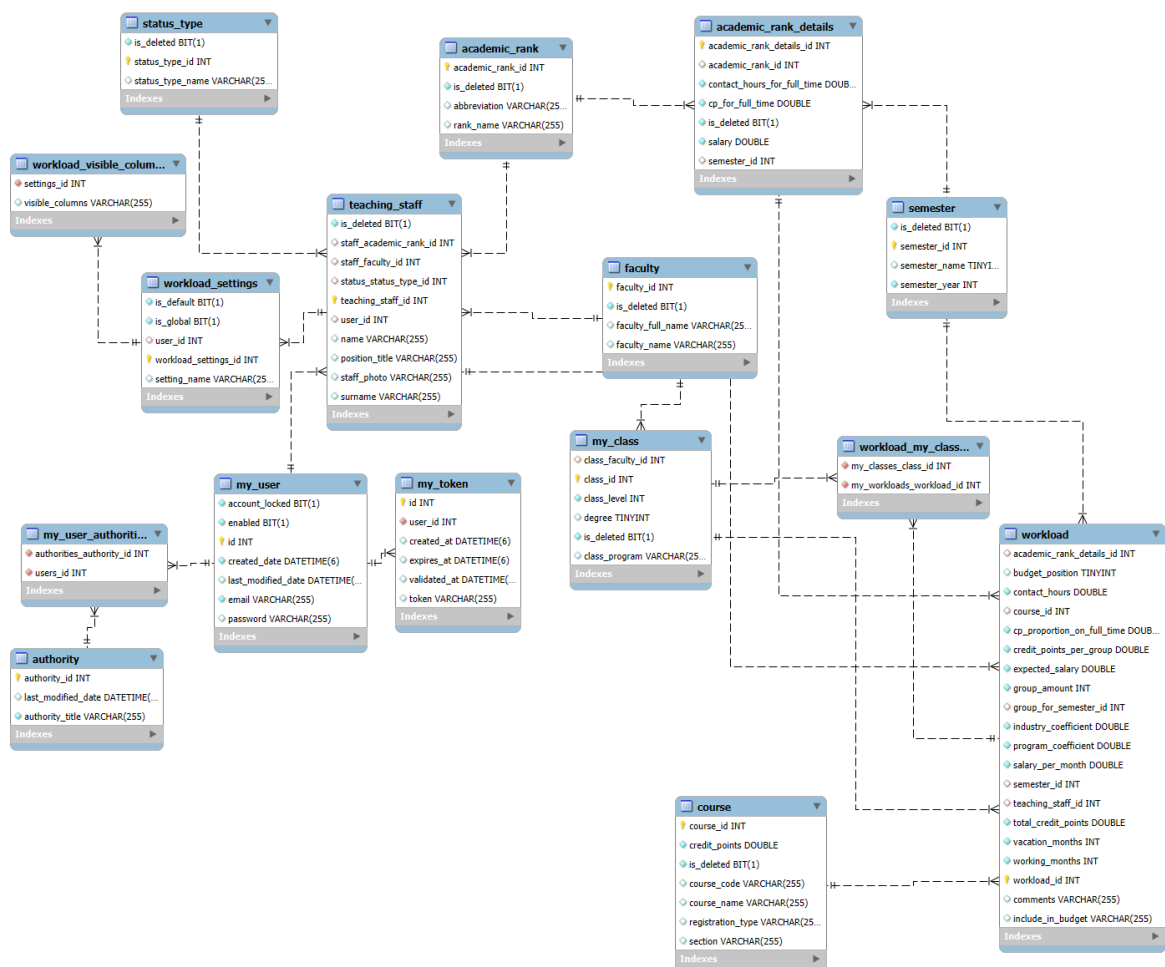 status_type
is_deleted BIT(1)
status_type_id INT
status_type_name VARCHAR(25...
Indexes
academic_rank
academic_rank_id INT
is_deleted BIT(1)
abbreviation VARCHAR(25...
rank_name VARCHAR(255)
Indexes
academic_rank_details
academic_rank_details_id INT
academic_rank_id INT
contact_hours_for_full_time DOUB...
cp_for_full_time DOUBLE
is_deleted BIT(1)
salary DOUBLE
semester_id INT
Indexes
workload_visible_colum...
settings_id INT
visible_columns VARCHAR(255)
Indexes
teaching_staff
is_deleted BIT(1)
staff_academic_rank_id INT
staff_faculty_id INT
status_status_type_id INT
teaching_staff_id INT
user_id INT
name VARCHAR(255)
position_title VARCHAR(255)
staff_photo VARCHAR(255)
surname VARCHAR(255)
Indexes
semester
is_deleted BIT(1)
semester_id INT
semester_name TINYI...
semester_year INT
Indexes
workload_settings
is_default BIT(1)
is_global BIT(1)
user_id INT
workload_settings_id INT
setting_name VARCHAR(25...
Indexes
faculty
faculty_id INT
is_deleted BIT(1)
faculty_full_name VARCHAR(25...
faculty_name VARCHAR(255)
Indexes
my_class
class_faculty_id INT
class_id INT
class_level INT
degree TINYINT
is_deleted BIT(1)
class_program VARCHAR(25...
Indexes
workload_my_class...
my_classes_class_id INT
my_workloads_workload_id INT
Indexes
my_user
account_locked BIT(1)
enabled BIT(1)
id INT
created_date DATETIME(6)
last_modified_date DATETIME(...
email VARCHAR(255)
password VARCHAR(255)
Indexes
my_token
id INT
user_id INT
created_at DATETIME(6)
expires_at DATETIME(6)
validated_at DATETIME(...
token VARCHAR(255)
Indexes
my_user_authoriti...
authorities_authority_id INT
users_id INT
Indexes
workload
academic_rank_details_id INT
budget_position TINYINT
contact_hours DOUBLE
course_id INT
cp_proportion_on_full_time DOUB...
credit_points_per_group DOUBLE
expected_salary DOUBLE
group_amount INT
group_for_semester_id INT
industry_coefficient DOUBLE
program_coefficient DOUBLE
salary_per_month DOUBLE
semester_id INT
teaching_staff_id INT
total_credit_points DOUBLE
vacation_months INT
working_months INT
workload_id INT
comments VARCHAR(255)
include_in_budget VARCHAR(255)
Indexes
authority
authority_id INT
last_modified_date DATETIME(...
authority_title VARCHAR(255)
Indexes
course
course_id INT
credit_points DOUBLE
is_deleted BIT(1)
course_code VARCHAR(255)
course_name VARCHAR(255)
registration_type VARCHAR(25...
section VARCHAR(255)
Indexes